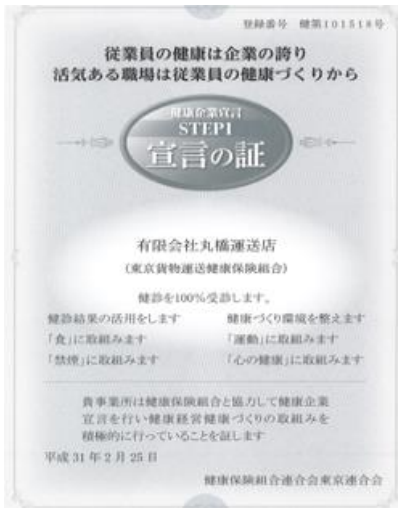 登録番号 健第101518号
従業員の健康は企業の誇り
活気ある職場は従業員の健康づくりから
健康企業宣言
STEP1
宣言の証
有限会社丸橋運送店
(東京貨物運送健康保険組合)
健診を100%受診します。
健診結果の活用をします 健康づくり環境を整えます
「食」に取組みます 「運動」に取組みます
「禁煙」に取組みます 「心の健康」に取組みます
貴事業所は健康保険組合と協力して健康企業
宣言を行い健康経営健康づくりの取組みを
積極的に行っていることを証します
平成31年2月25日
健康保険組合連合会東京連合会